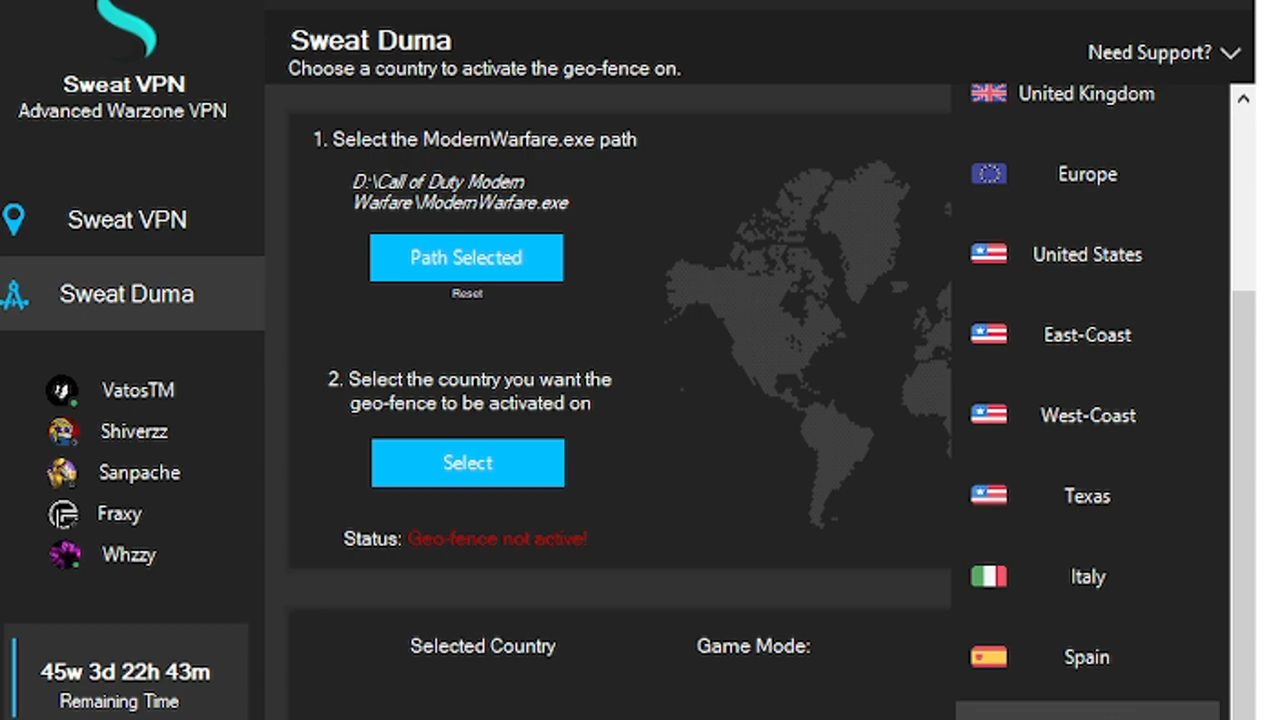 Sweat VPN
Advanced Warzone VPN
Sweat VPN
Sweat Duma
VatosTM
Shiverzz
Sanpache
Fraxy
Whzzy
45w 3d 22h 43m
Remaining Time
Sweat Duma
Choose a country to activate the geo-fence on.
Need Support?
1. Select the ModernWarfare.exe path
D:\Call of Duty Modern
Warfare\ModernWarfare.exe
Path Selected
Reset
2. Select the country you want the
geo-fence to be activated on
Select
Status: Geo-fence not active!
Selected Country
Game Mode:
United Kingdom
Europe
United States
East-Coast
West-Coast
Texas
Italy
Spain